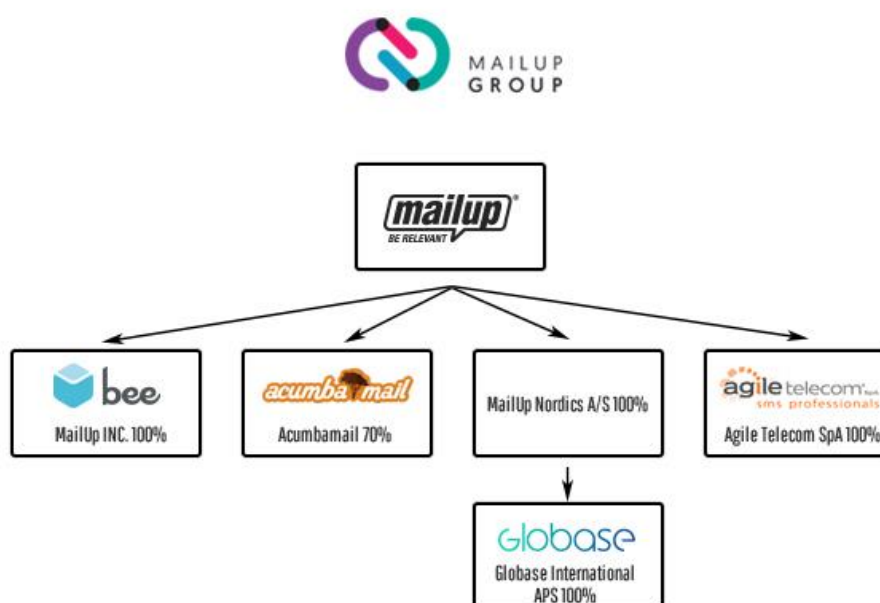 MAILUP
GROUP
mailup®
BE RELEVANT
bee
MailUp INC. 100%
acumbamail
Acumbamail 70%
MailUp Nordics A/S 100%
agile telecom SpA
sms professionals
Agile Telecom SpA 100%
Globase
Globase International
APS 100%